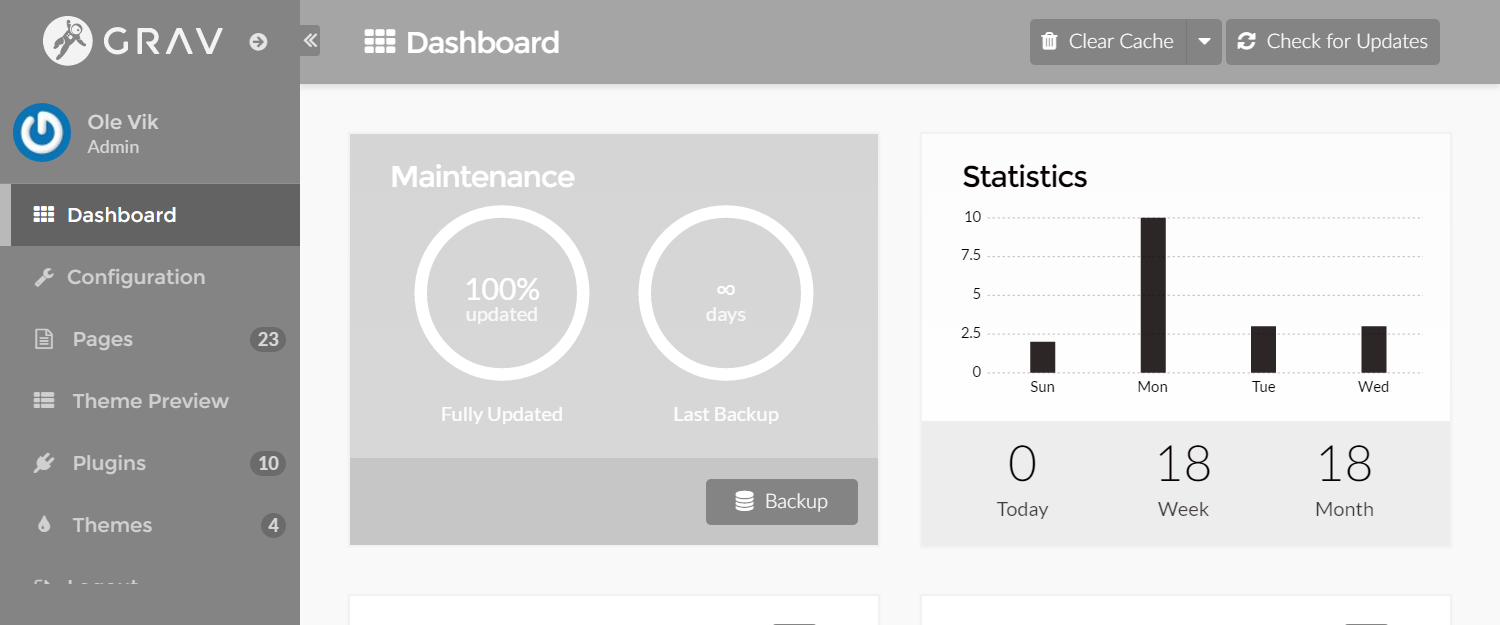 GRAV
Ole Vik
Admin
Dashboard
Configuration
Pages 23
Theme Preview
Plugins 10
Themes 4
Logout
Dashboard
Clear Cache
Check for Updates
Maintenance
100%
updated
∞
days
Fully Updated
Last Backup
Backup
Statistics
10
7.5
5
2.5
0
Sun Mon Tue Wed
0 18 18
Today Week Month